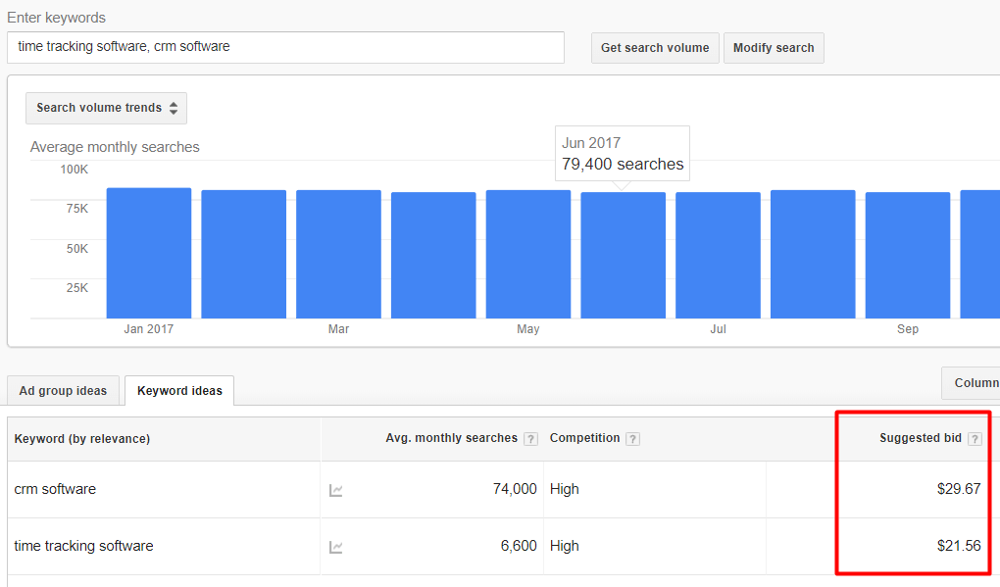 Enter keywords
time tracking software, crm software
Get search volume Modify search
Search volume trends
Average monthly searches
Jun 2017
79,400 searches
100K
75K
50K
25K
Jan 2017 Mar May Jul Sep
Ad group ideas Keyword ideas Column
Keyword (by relevance) Avg. monthly searches ? Competition ? Suggested bid ?
crm software 74,000 High $29.67
time tracking software 6,600 High $21.56